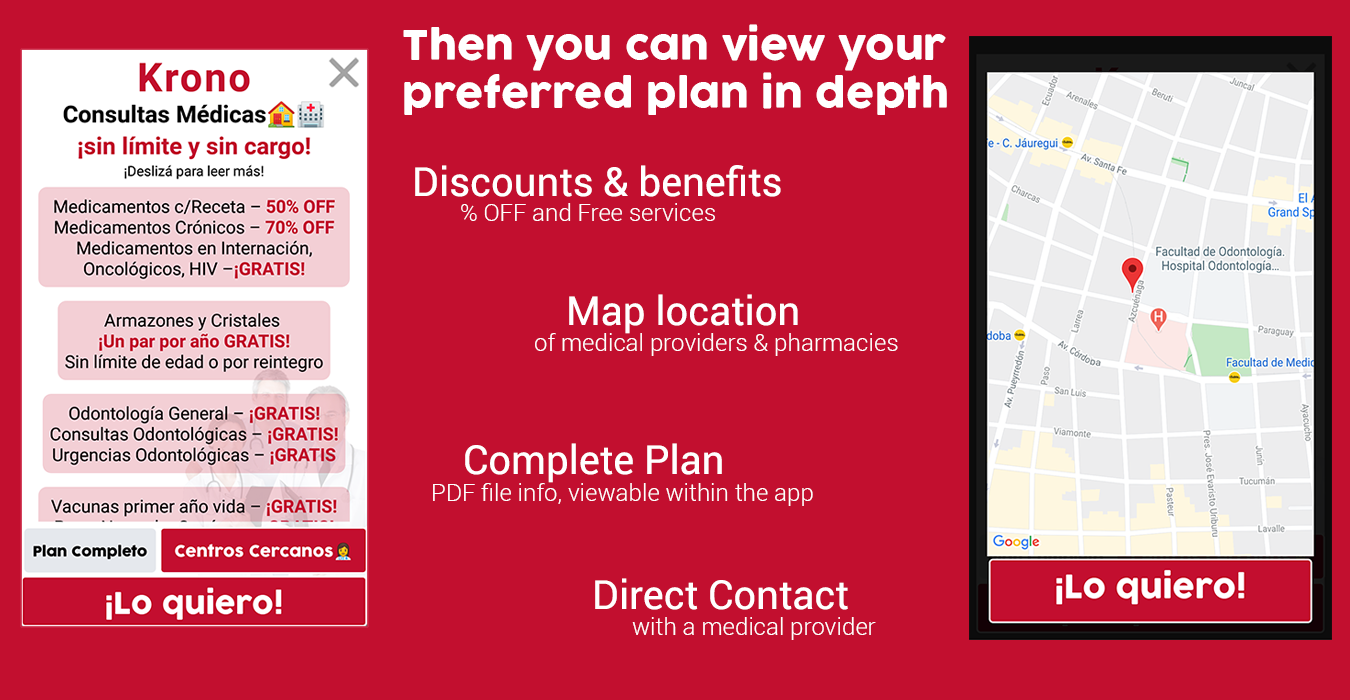 Krono
Consultas Médicas
¡sin límite y sin cargo!
¡Deslizá para leer más!
Medicamentos c/Receta – 50% OFF
Medicamentos Crónicos – 70% OFF
Medicamentos en Internación,
Oncológicos, HIV –¡GRATIS!
Armazones y Cristales
¡Un par por año GRATIS!
Sin límite de edad o por reintegro
Odontología General – ¡GRATIS!
Consultas Odontológicas – ¡GRATIS!
Urgencias Odontológicas – ¡GRATIS
Vacunas primer año vida – ¡GRATIS!
Plan Completo
Centros Cercanos
¡Lo quiero!
Then you can view your
preferred plan in depth
Discounts & benefits
% OFF and Free services
Map location
of medical providers & pharmacies
Complete Plan
PDF file info, viewable within the app
Direct Contact
with a medical provider
Ecuador
Arenales
Beruti
Juncal
e - C. Jáuregui
Av. Santa Fe
Charcas
El
Grand Sp
Facultad de Odontología.
Hospital Odontología...
Azcuénaga
H
Larrea
Paraguay
doba
Av. Córdoba
Facultad de Medic
Av. Pueyrredón
Paso
San Luis
Ayacucho
Viamonte
Pres. José Evaristo Uriburu
Junín
Tucumán
Pasteur
Lavalle
Google
¡Lo quiero!